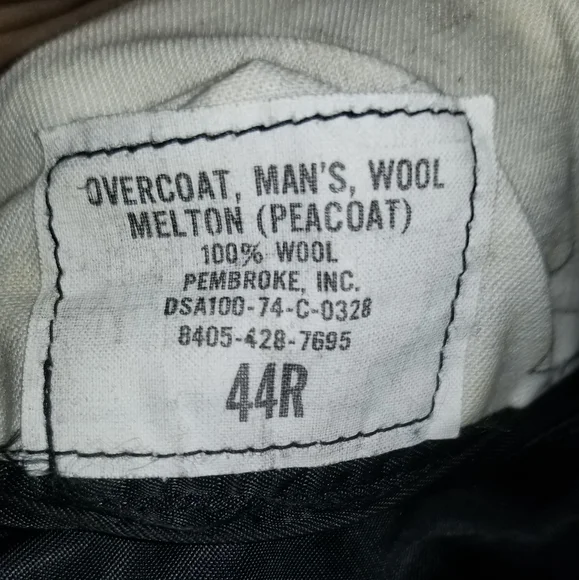 OVERCOAT, MAN'S, WOOL
MELTON (PEACOAT)
100% WOOL
PEMBROKE, INC.
DSA100-74-C-0328
8405-428-7695
44R